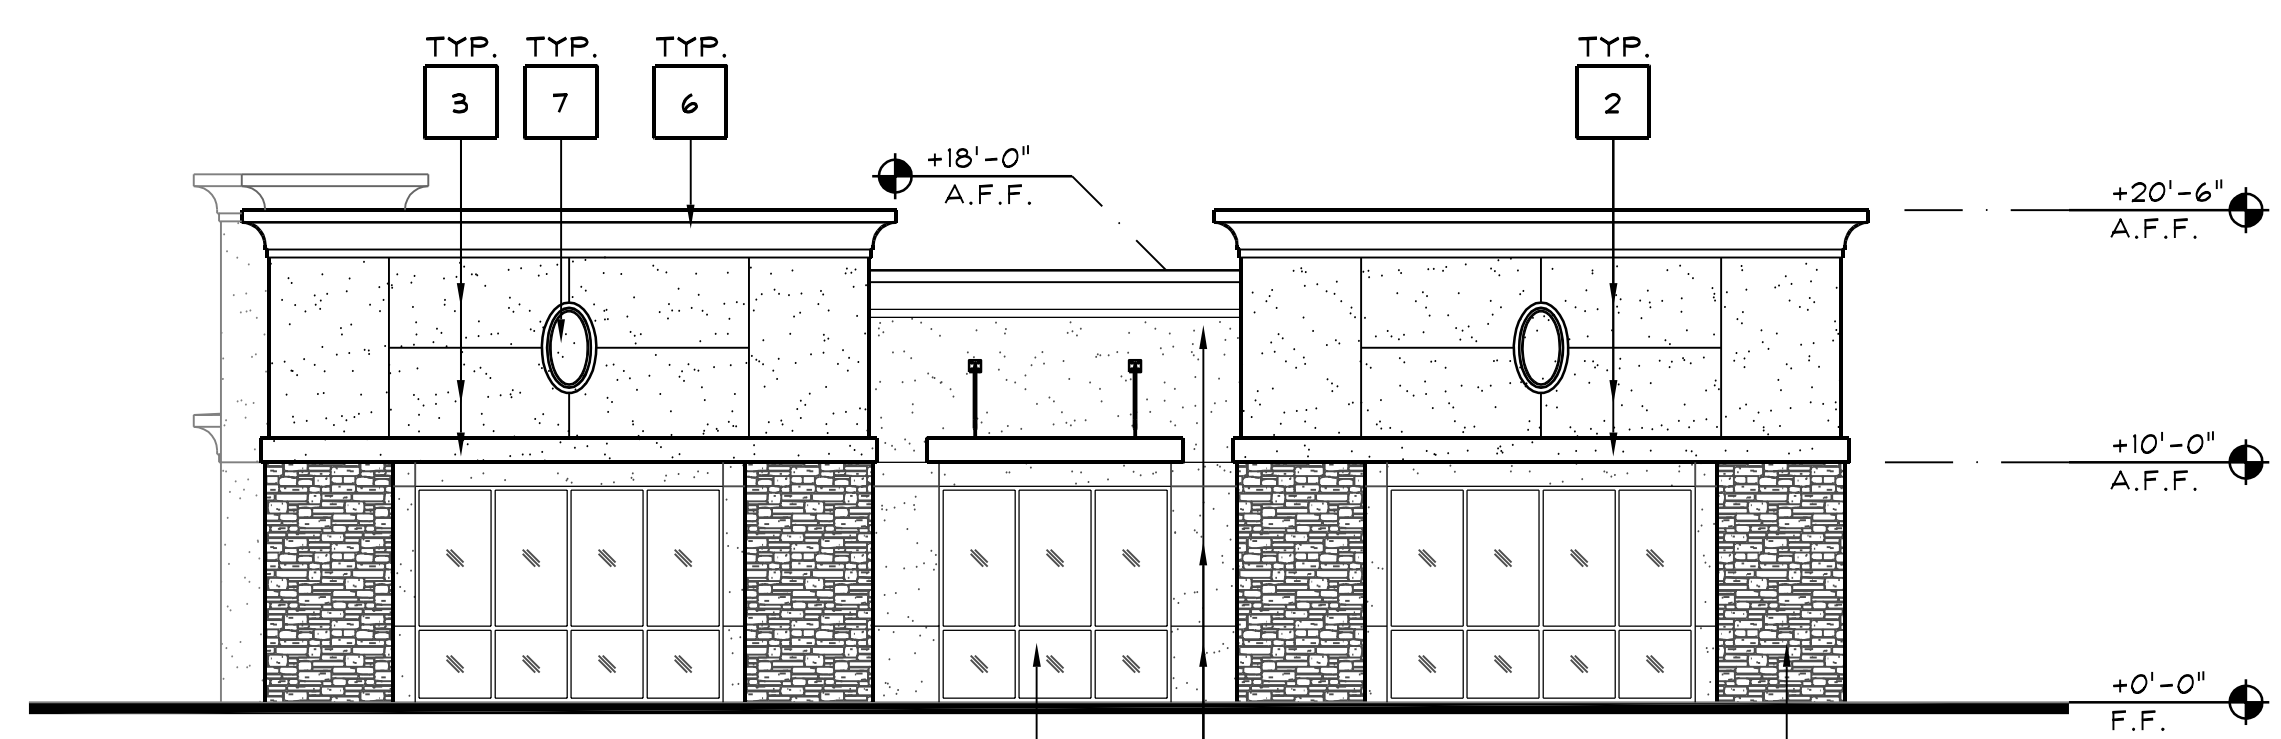 TYP. TYP. TYP. TYP.
3 7 6 2
+18'-0"
A.F.F.
+20'-6"
A.F.F.
+10'-0"
A.F.F.
+0'-0"
F.F.